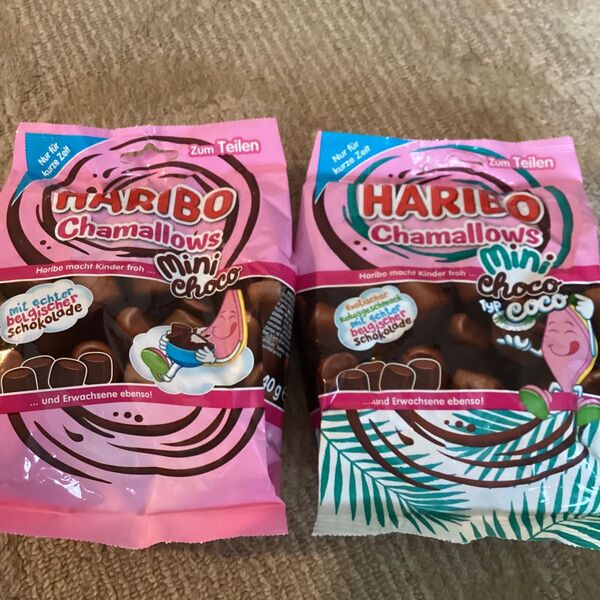 Nur für
kurze Zeit
Zum Teilen
HARIBO
Chamallows
Mini
Choco
Haribo macht Kinder froh ...
mit echter
belgischer
schokolade
...und Erwachsene ebenso!
Nur für
kurze Zeit
Zum Teilen
HARIBO
Chamallows
Mini
Choco
Typ COCO
Haribo macht Kinder froh ...
Exotischer
Kokosgeschmack
mit echter
belgischer
schokolade
...und Erwachsene ebenso!